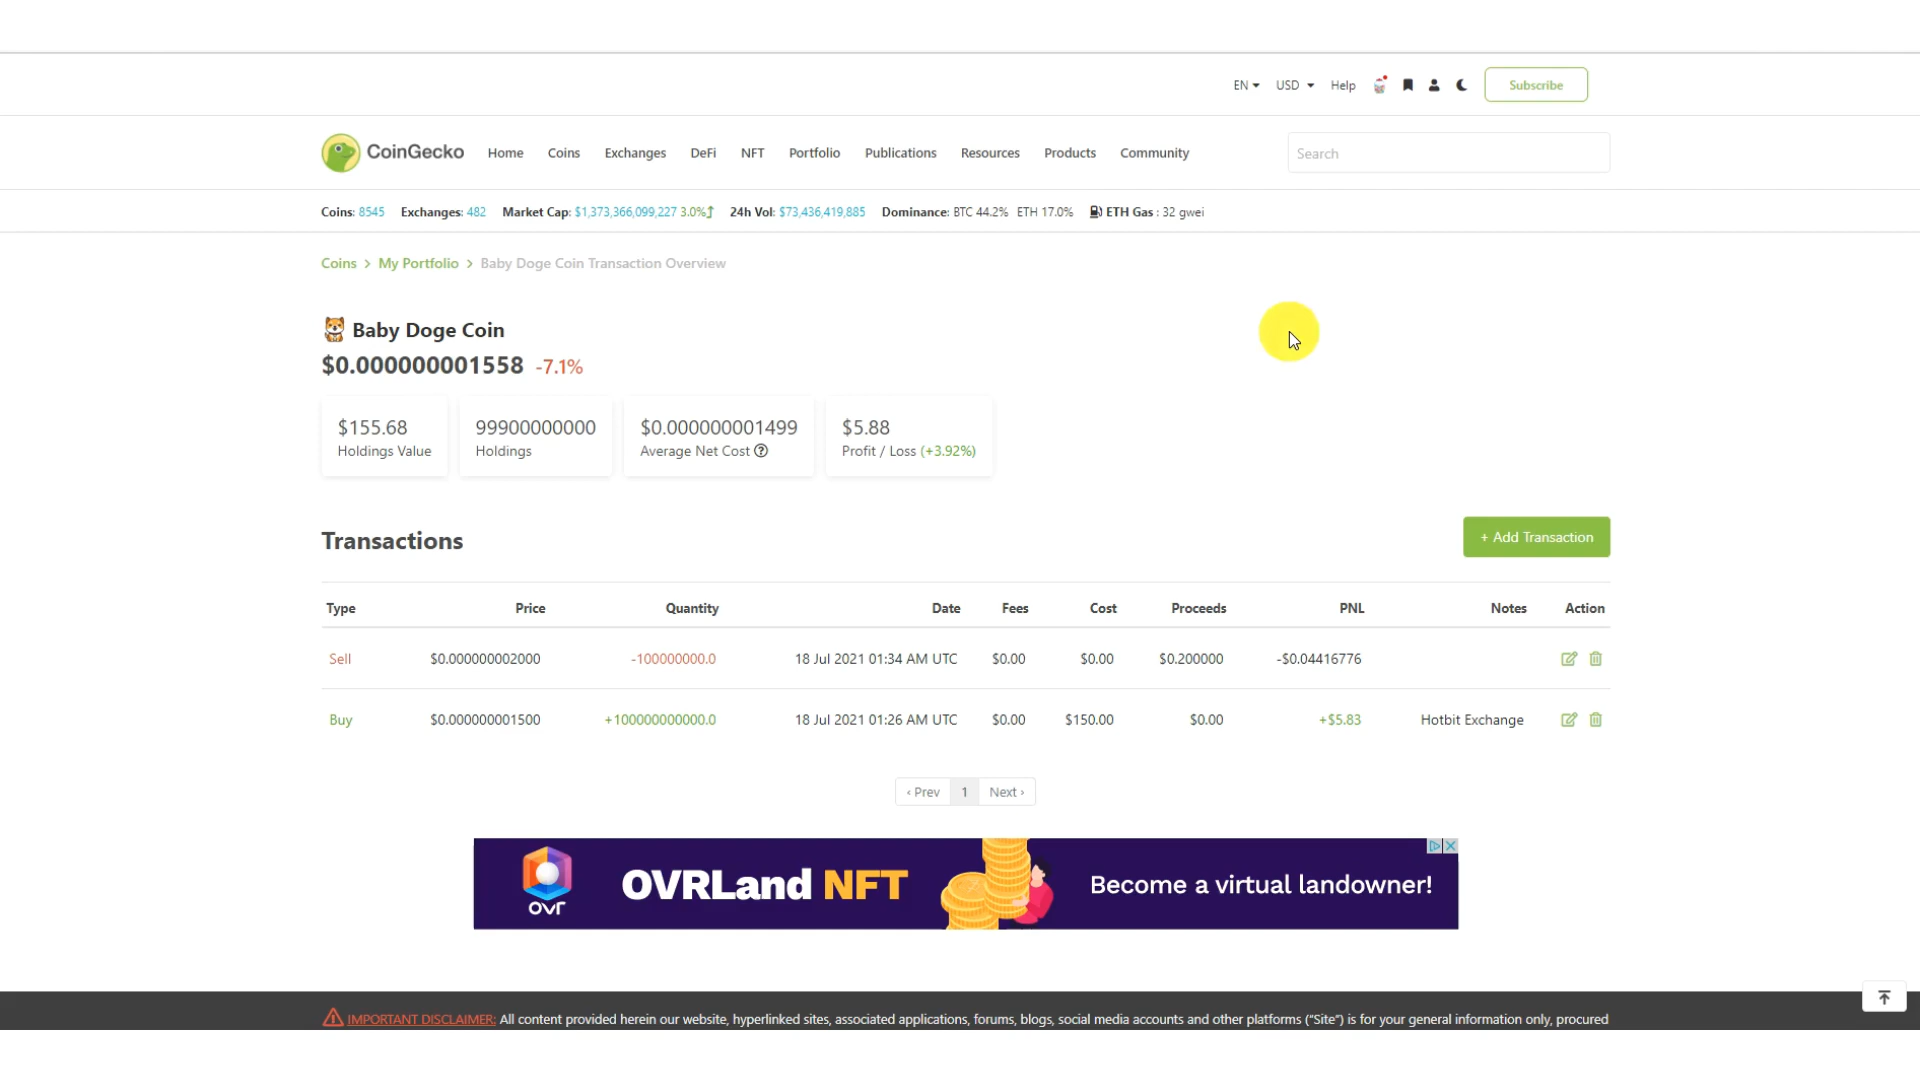 EN USD Help Subscribe
CoinGecko Home Coins Exchanges DeFi NFT Portfolio Publications Resources Products Community Search
Coins: 8545 Exchanges: 482 Market Cap: $1,373,366,099,227 3.0% 24h Vol: $73,436,419,885 Dominance: BTC 44.2% ETH 17.0% ETH Gas : 32 gwei
Coins > My Portfolio > Baby Doge Coin Transaction Overview
Baby Doge Coin
$0.000000001558 -7.1%
$155.68 99900000000 $0.000000001499 $5.88
Holdings Value Holdings Average Net Cost Profit / Loss (+3.92%)
Transactions + Add Transaction
Type Price Quantity Date Fees Cost Proceeds PNL Notes Action
Sell $0.000000002000 -100000000.0 18 Jul 2021 01:34 AM UTC $0.00 $0.00 $0.200000 -$0.04416776
Buy $0.000000001500 +100000000000.0 18 Jul 2021 01:26 AM UTC $0.00 $150.00 $0.00 +$5.83 Hotbit Exchange
‹ Prev 1 Next ›
ovr OVRLand NFT Become a virtual landowner!
IMPORTANT DISCLAIMER: All content provided herein our website, hyperlinked sites, associated applications, forums, blogs, social media accounts and other platforms ("Site") is for your general information only, procured